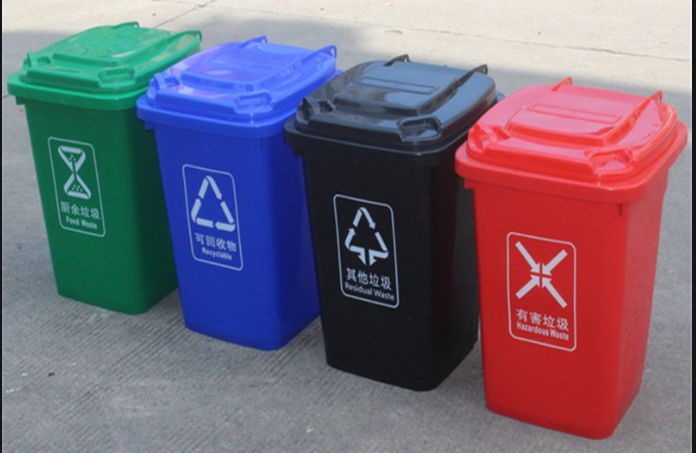 厨余垃圾
Food Waste
可回收物
Recyclable
其他垃圾
Residual Waste
有害垃圾
Hazardous Waste